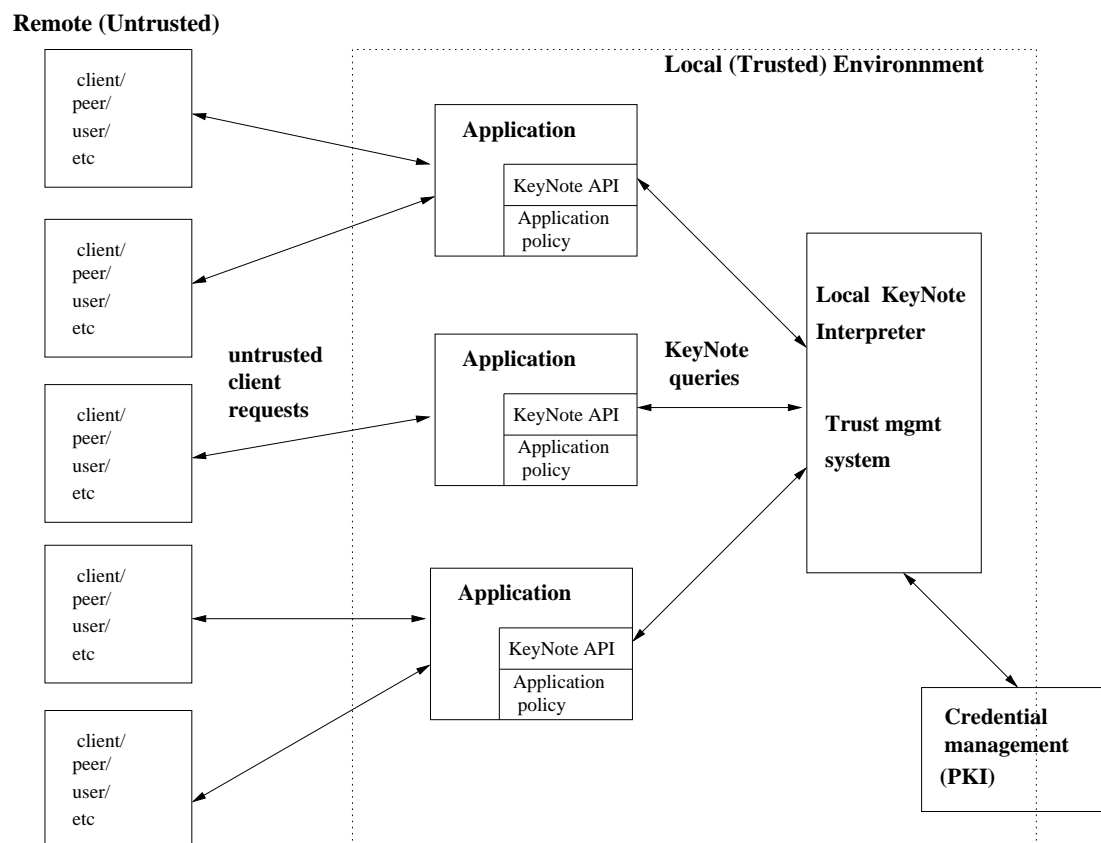 Remote (Untrusted)
client/
peer/
user/
etc
client/
peer/
user/
etc
client/
peer/
user/
etc
client/
peer/
user/
etc
client/
peer/
user/
etc
untrusted
client
requests
Local (Trusted) Environnment
Application
KeyNote API
Application
policy
Application
KeyNote API
Application
policy
Application
KeyNote API
Application
policy
KeyNote
queries
Local KeyNote
Interpreter
Trust mgmt
system
Credential
management
(PKI)